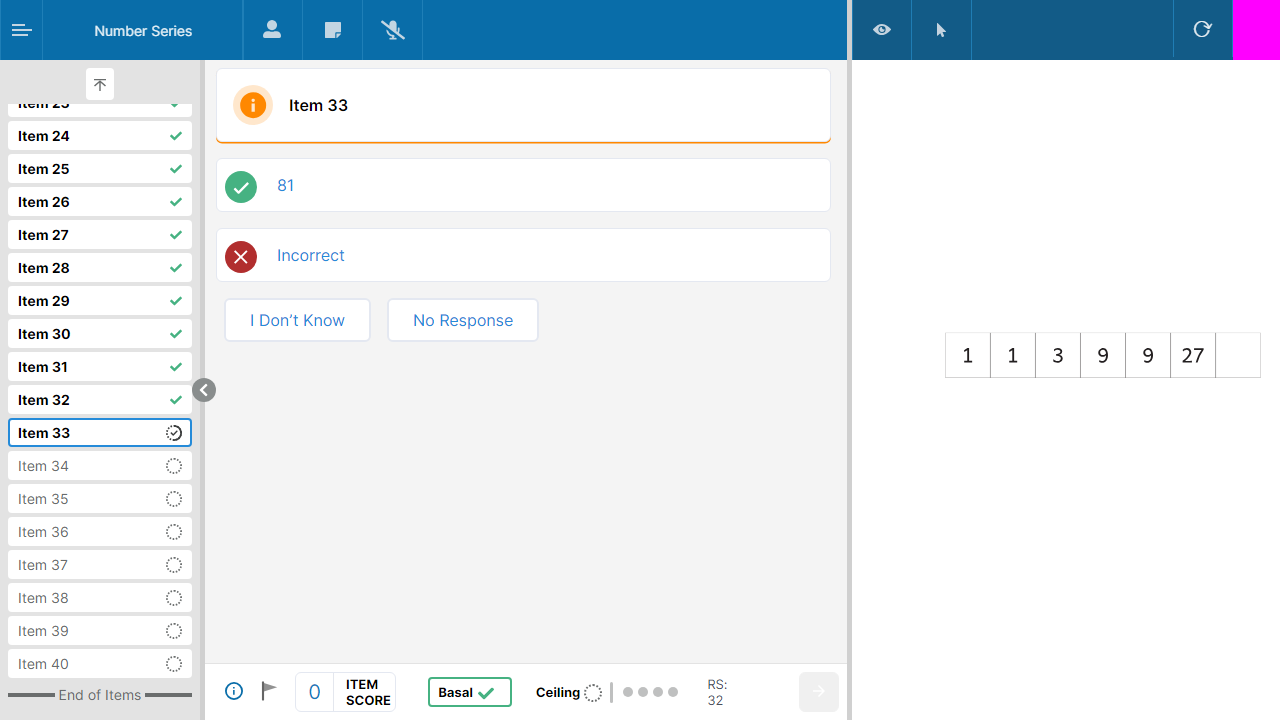 Number Series
Item 23
Item 24
Item 25
Item 26
Item 27
Item 28
Item 29
Item 30
Item 31
Item 32
Item 33
Item 34
Item 35
Item 36
Item 37
Item 38
Item 39
Item 40
End of Items
Item 33
81
Incorrect
I Don’t Know
No Response
0 ITEM SCORE
Basal
Ceiling
RS:
32
1 1 3 9 9 27